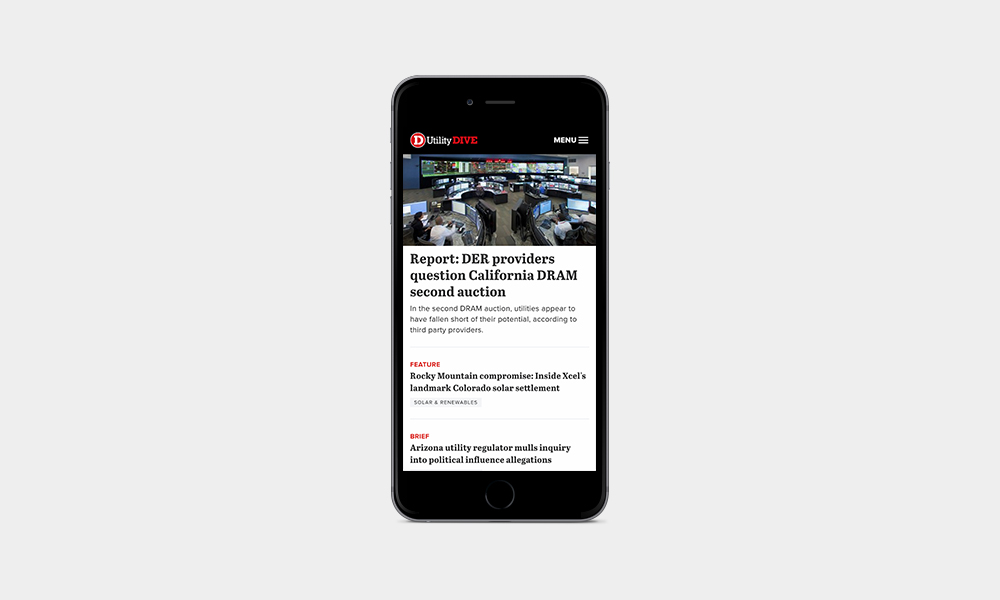 D Utility DIVE
MENU
Report: DER providers
question California DRAM
second auction
In the second DRAM auction, utilities appear to
have fallen short of their potential, according to
third party providers.
FEATURE
Rocky Mountain compromise: Inside Xcel's
landmark Colorado solar settlement
SOLAR & RENEWABLES
BRIEF
Arizona utility regulator mulls inquiry
into political influence allegations